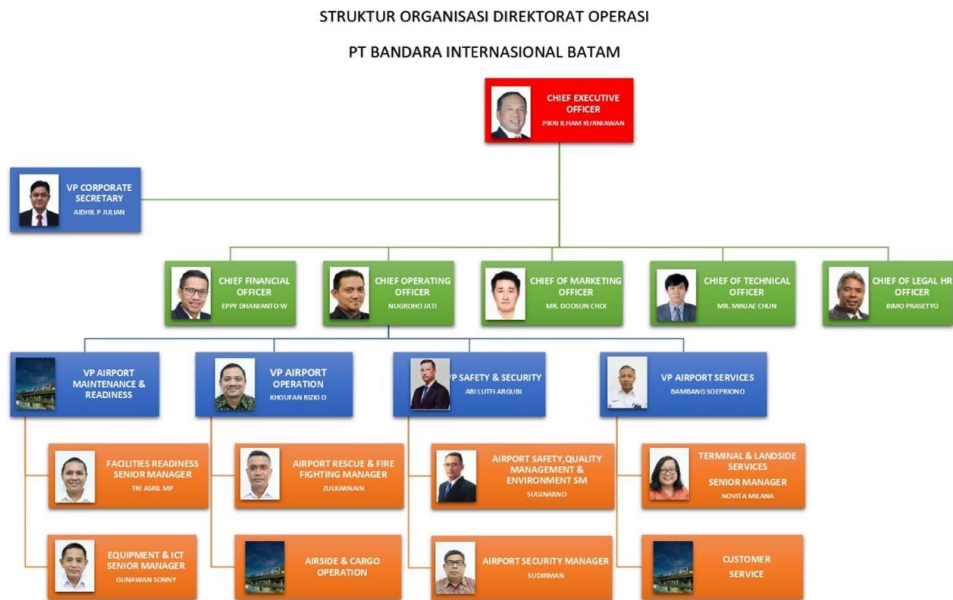 STRUKTUR ORGANISASI DIREKTORAT OPERASI
PT BANDARA INTERNASIONAL BATAM
CHIEF EXECUTIVE
OFFICER
PIKRI ILHAM KURNIAWAN
VP CORPORATE
SECRETARY
AIDHIL P JULIAN
CHIEF FINANCIAL
OFFICER
EPPY DHANIANTO W
CHIEF OPERATING
OFFICER
NUGROHO JATI
CHIEF OF MARKETING
OFFICER
MR. DOOSUN CHOI
CHIEF OF TECHNICAL
OFFICER
MR. MINJAE CHUN
CHIEF OF LEGAL HR
OFFICER
BIMO PRASETYO
VP AIRPORT
MAINTENANCE &
READINESS
VP AIRPORT
OPERATION
KHOUFAN RIZKI O
VP SAFETY & SECURITY
ARI LUTFI ARGUBI
VP AIRPORT SERVICES
BAMBANG SOEPRIONO
FACILITIES READINESS
SENIOR MANAGER
TRI ASRIL MP
AIRPORT RESCUE & FIRE
FIGHTING MANAGER
ZULKARNAIN
AIRPORT SAFETY,QUALITY
MANAGEMENT &
ENVIRONMENT SM
SUGINARNO
TERMINAL & LANDSIDE
SERVICES
SENIOR MANAGER
NOVITA MILANA
EQUIPMENT & ICT
SENIOR MANAGER
GUNAWAN SONNY
AIRSIDE & CARGO
OPERATION
AIRPORT SECURITY MANAGER
SUDIRMAN
CUSTOMER
SERVICE